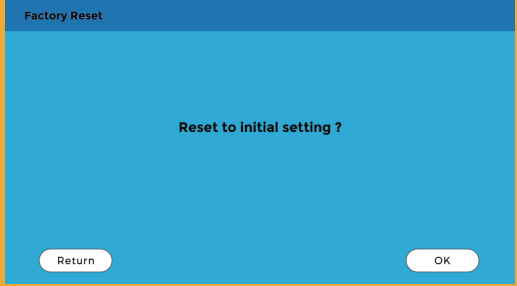 Factory Reset
Reset to initial setting ?
Return
OK